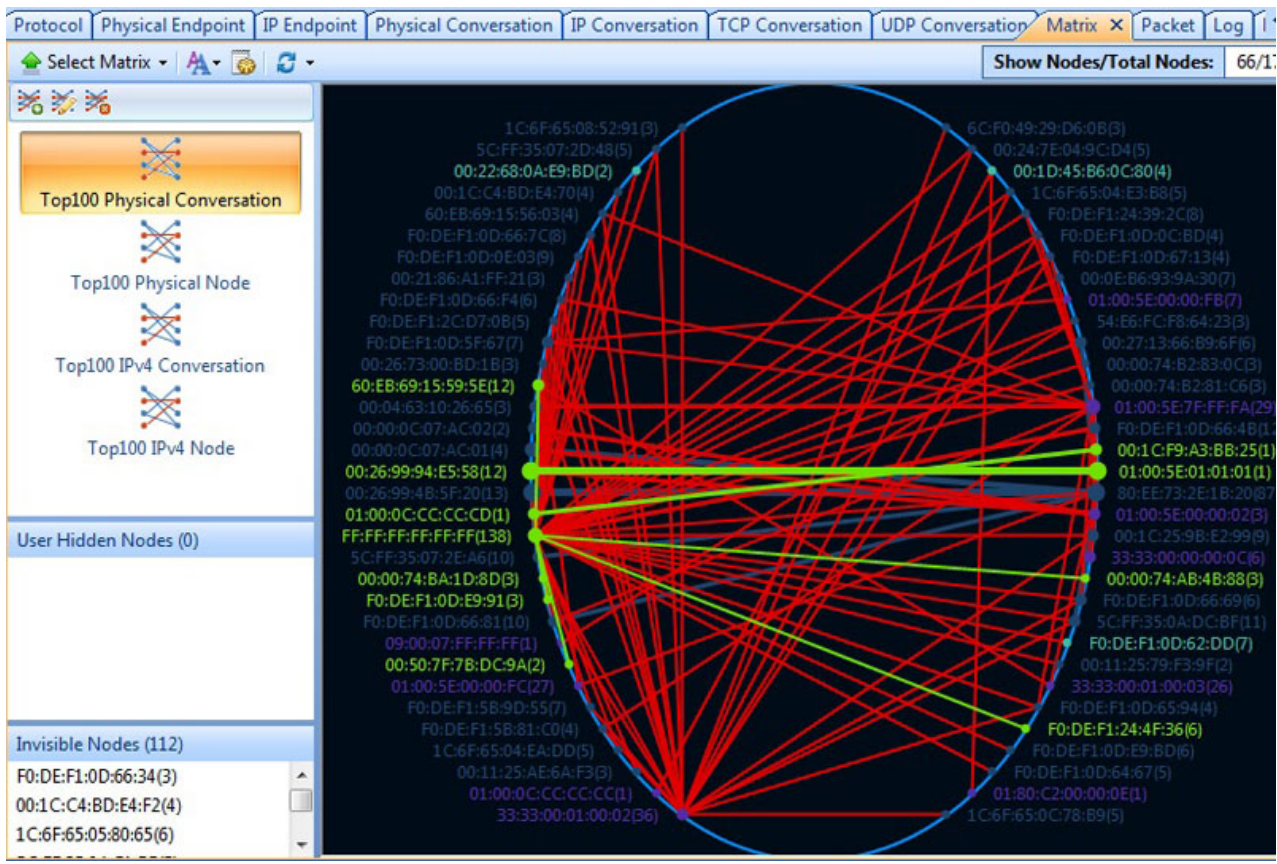 Protocol Physical Endpoint IP Endpoint Physical Conversation IP Conversation TCP Conversation UDP Conversation Matrix Packet Log
Select Matrix
Show Nodes/Total Nodes: 66/17
Top100 Physical Conversation
Top100 Physical Node
Top100 IPv4 Conversation
Top100 IPv4 Node
User Hidden Nodes (0)
Invisible Nodes (112)
F0:DE:F1:0D:66:34(3)
00:1C:C4:BD:E4:F2(4)
1C:6F:65:05:80:65(6)
1C:6F:65:08:52:91(3)
5C:FF:35:07:2D:48(5)
00:22:68:0A:E9:BD(2)
00:1C:C4:BD:E4:70(4)
60:EB:69:15:56:03(4)
F0:DE:F1:0D:66:7C(8)
F0:DE:F1:0D:0E:03(9)
00:21:86:A1:FF:21(3)
F0:DE:F1:0D:66:F4(6)
F0:DE:F1:2C:D7:0B(5)
F0:DE:F1:0D:5F:67(7)
00:26:73:00:BD:1B(3)
60:EB:69:15:59:5E(12)
00:04:63:10:26:65(3)
00:00:0C:07:AC:02(2)
00:00:0C:07:AC:01(4)
00:26:99:94:E5:58(12)
00:26:99:4B:5F:20(13)
01:00:0C:CC:CC:CD(1)
FF:FF:FF:FF:FF:FF(138)
5C:FF:35:07:2E:A6(10)
00:00:74:BA:1D:8D(3)
F0:DE:F1:0D:E9:91(3)
F0:DE:F1:0D:66:81(10)
09:00:07:FF:FF:FF(1)
00:50:7F:7B:DC:9A(2)
01:00:5E:00:00:FC(27)
F0:DE:F1:5B:9D:55(7)
F0:DE:F1:5B:81:C0(4)
1C:6F:65:04:EA:DD(5)
00:11:25:AE:6A:F3(3)
01:00:0C:CC:CC:CC(1)
33:33:00:01:00:02(36)
6C:F0:49:29:D6:0B(3)
00:24:7E:04:9C:D4(5)
00:1D:45:B6:0C:80(4)
1C:6F:65:04:E3:B8(5)
F0:DE:F1:24:39:2C(8)
F0:DE:F1:0D:0C:BD(4)
F0:DE:F1:0D:67:13(4)
00:0E:B6:93:9A:30(7)
01:00:5E:00:00:FB(7)
54:E6:FC:F8:64:23(3)
00:27:13:66:B9:6F(6)
00:00:74:B2:83:0C(3)
00:00:74:B2:81:C6(3)
01:00:5E:7F:FF:FA(29)
F0:DE:F1:0D:66:4B(12
00:1C:F9:A3:BB:25(1)
01:00:5E:01:01:01(1)
80:EE:73:2E:1B:20(87
01:00:5E:00:00:02(3)
00:1C:25:9B:E2:99(9)
33:33:00:00:00:0C(6)
00:00:74:AB:4B:88(3)
F0:DE:F1:0D:66:69(6)
5C:FF:35:0A:DC:BF(11)
F0:DE:F1:0D:62:DD(7)
00:11:25:79:F3:9F(2)
33:33:00:01:00:03(26)
F0:DE:F1:0D:65:94(4)
F0:DE:F1:24:4F:36(6)
F0:DE:F1:0D:E9:BD(6)
F0:DE:F1:0D:64:67(5)
01:80:C2:00:00:0E(1)
1C:6F:65:0C:78:B9(5)